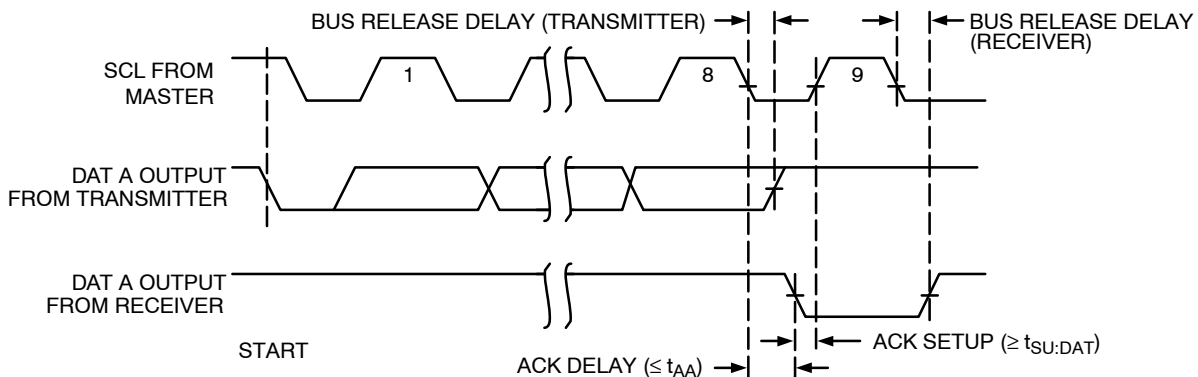 BUS RELEASE DELAY (TRANSMITTER)
BUS RELEASE DELAY
(RECEIVER)
SCL FROM
MASTER
1
8
9
DAT A OUTPUT
FROM TRANSMITTER
DAT A OUTPUT
FROM RECEIVER
START
ACK SETUP (≥ tSU:DAT)
ACK DELAY (≤ tAA)